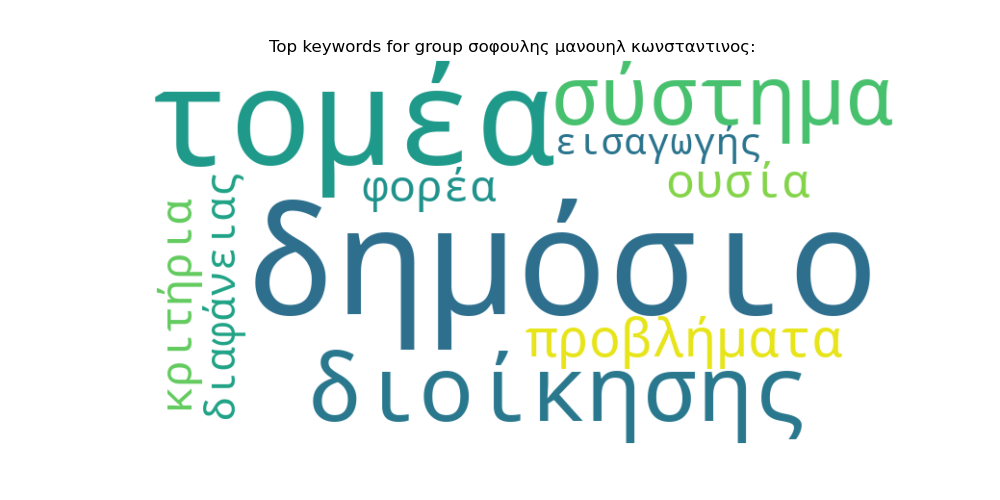 Top keywords for group σοφουλης μανουηλ κωνσταντινος:
τομέα
σύστημα
εισαγωγής
φορέα
ουσία
κριτήρια
διαφάνειας
δημόσιο
προβλήματα
διοίκησης